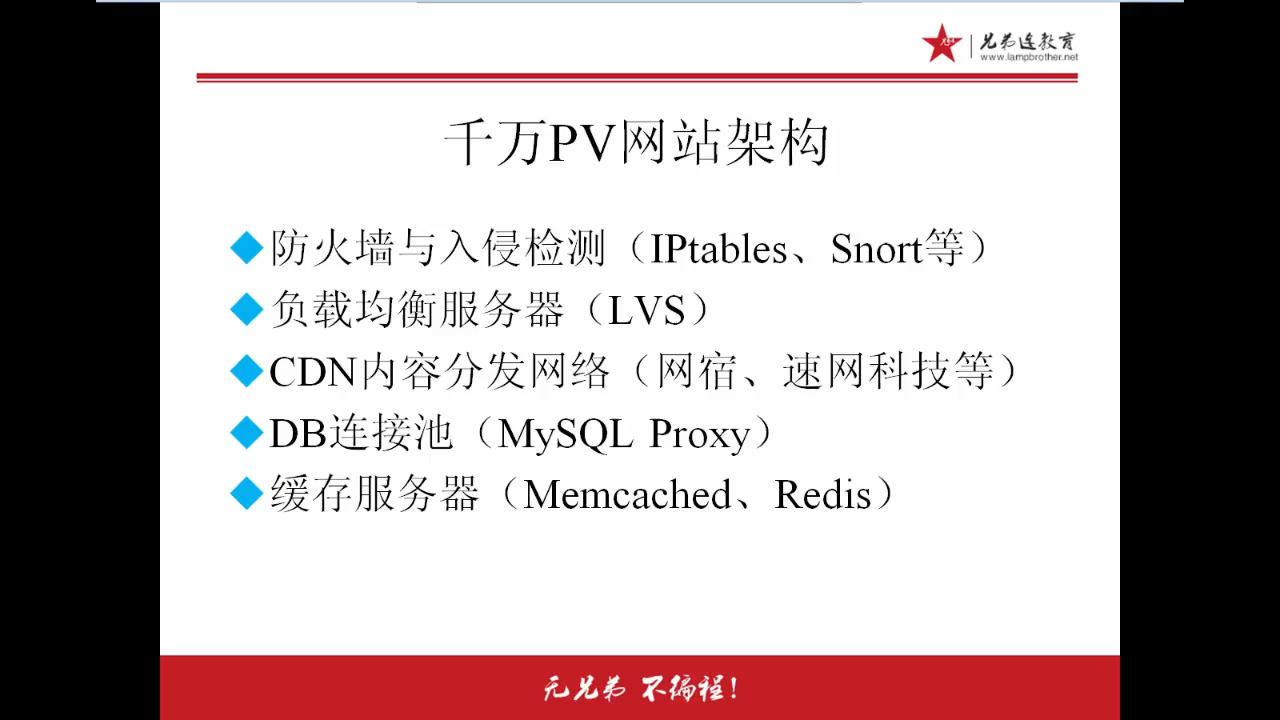 兄弟连教育
www.lampbrother.net
千万PV网站架构
防火墙与入侵检测（IPtables、Snort等）
负载均衡服务器（LVS）
CDN内容分发网络（网宿、速网科技等）
DB连接池（MySQL Proxy）
缓存服务器（Memcached、Redis）
无兄弟 不编程！